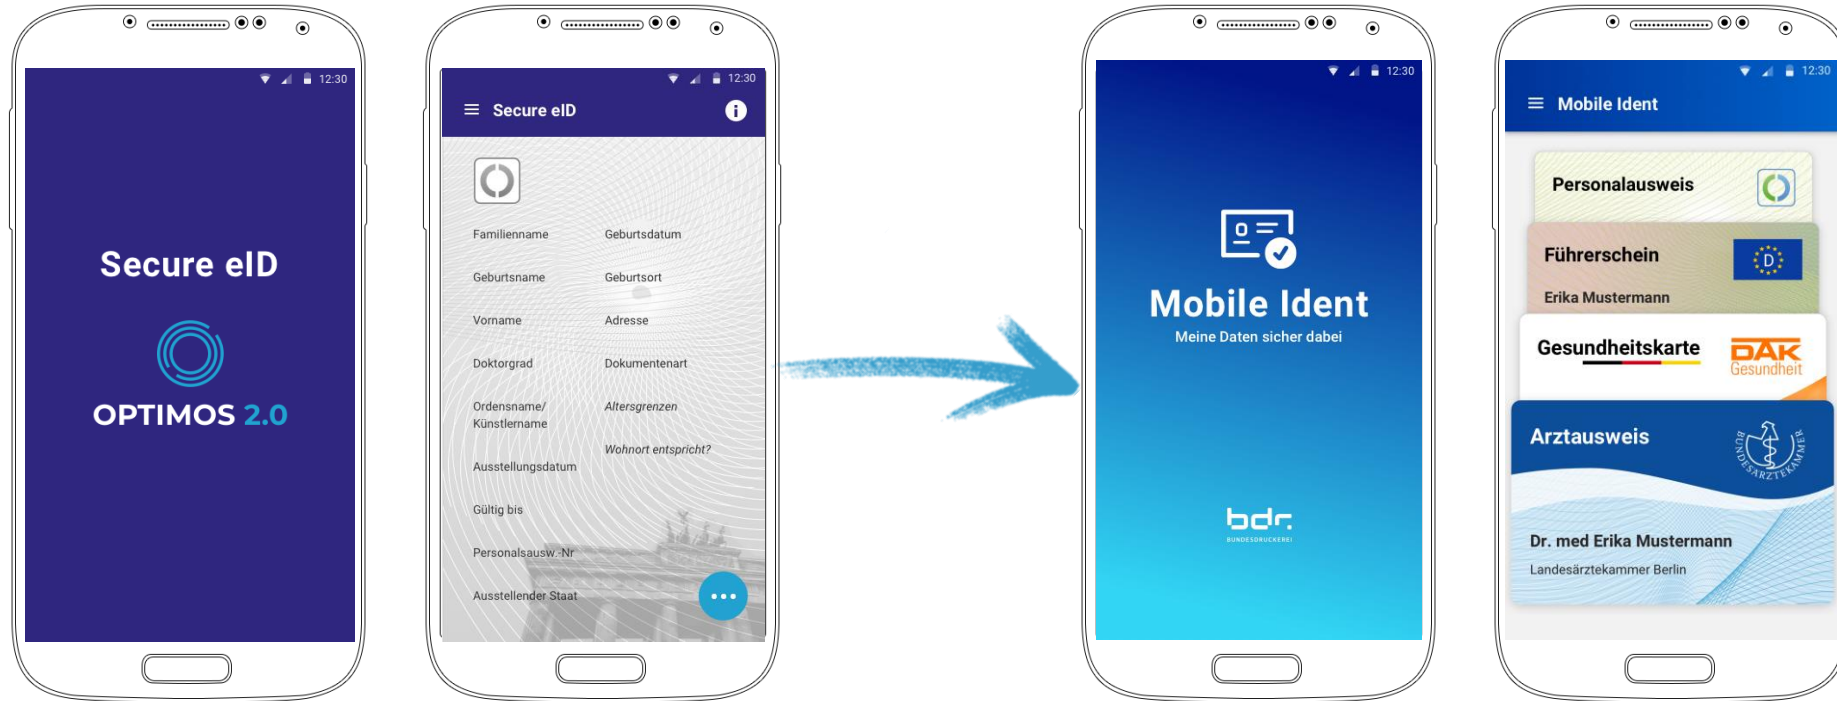 12:30
Secure eID
OPTIMOS 2.0
12:30
Secure eID
i
Familienname
Geburtsname
Vorname
Doktorgrad
Ordensname/
Künstlername
Ausstellungsdatum
Gültig bis
Personalsausw.-Nr
Ausstellender Staat
Geburtsdatum
Geburtsort
Adresse
Dokumentenart
Altersgrenzen
Wohnort entspricht?
12:30
Mobile Ident
Meine Daten sicher dabei
bdr.
BUNDESDRUCKEREI
12:30
Mobile Ident
Personalausweis
Führerschein
D
Erika Mustermann
Gesundheitskarte
DAK
Gesundheit
Arztausweis
BUNDESÄRZTEKAMMER
Dr. med Erika Mustermann
Landesärztekammer Berlin